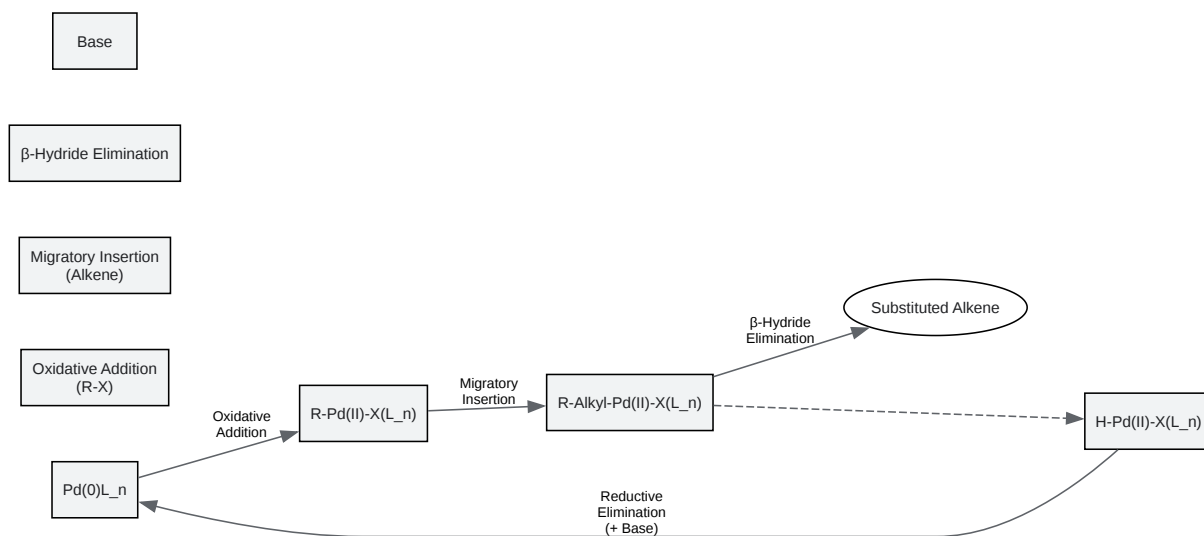 Base
β-Hydride Elimination
Migratory Insertion
(Alkene)
Oxidative Addition
(R-X)
Pd(0)L_n
Oxidative
Addition
R-Pd(II)-X(L_n)
Migratory
Insertion
R-Alkyl-Pd(II)-X(L_n)
β-Hydride
Elimination
Substituted Alkene
H-Pd(II)-X(L_n)
Reductive
Elimination
(+ Base)